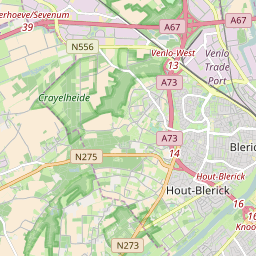 erhoeve/Sevenum
39
A67
A67
N556
Venlo-West
13
Venlo
Trade
Port
A73
Crayelheide
A73
Bleri
N275
14
Hout-Blerick
Hout-Blerick
16
Knoo
N273